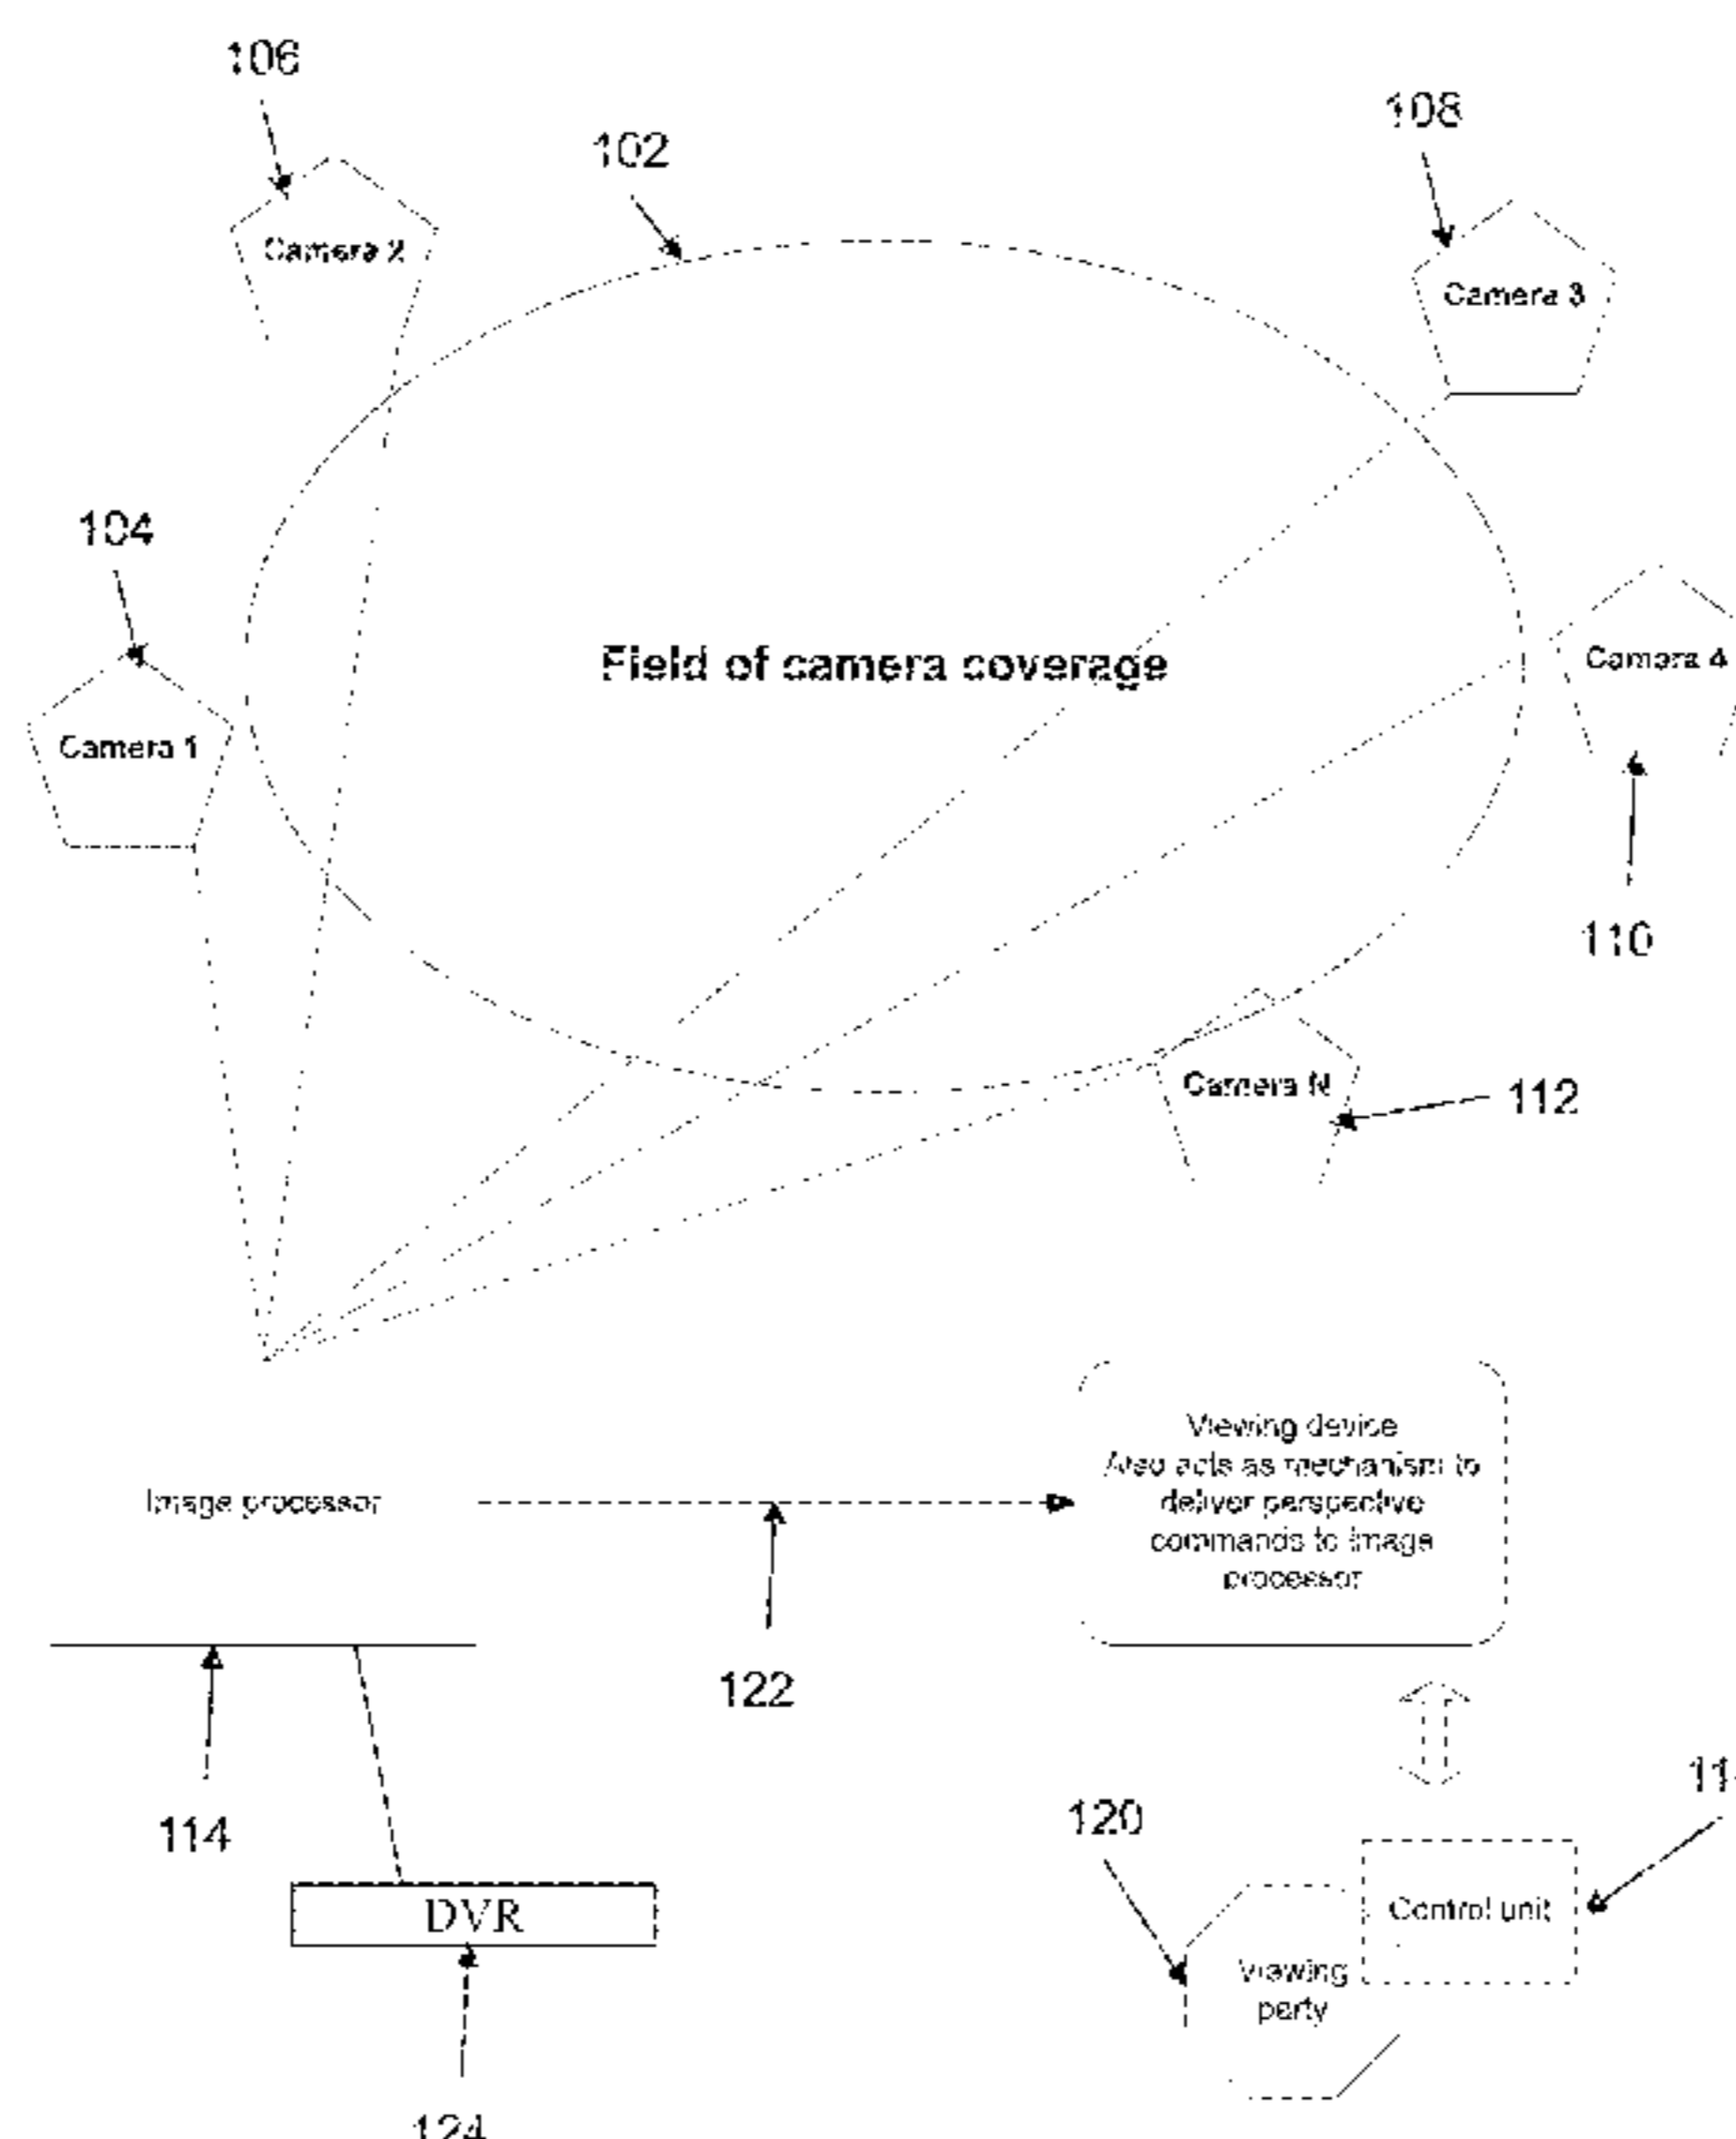 106
108
102
Camera 2
Camera 3
104
Field of camera coverage
Camera 4
Camera 1
110
Camera N
112
Viewing device
Also acts as mechanism to
Image processor
deliver perspective
commands to image
processor
122
114
120
11
Control unit
DVR
Viewing
party
124